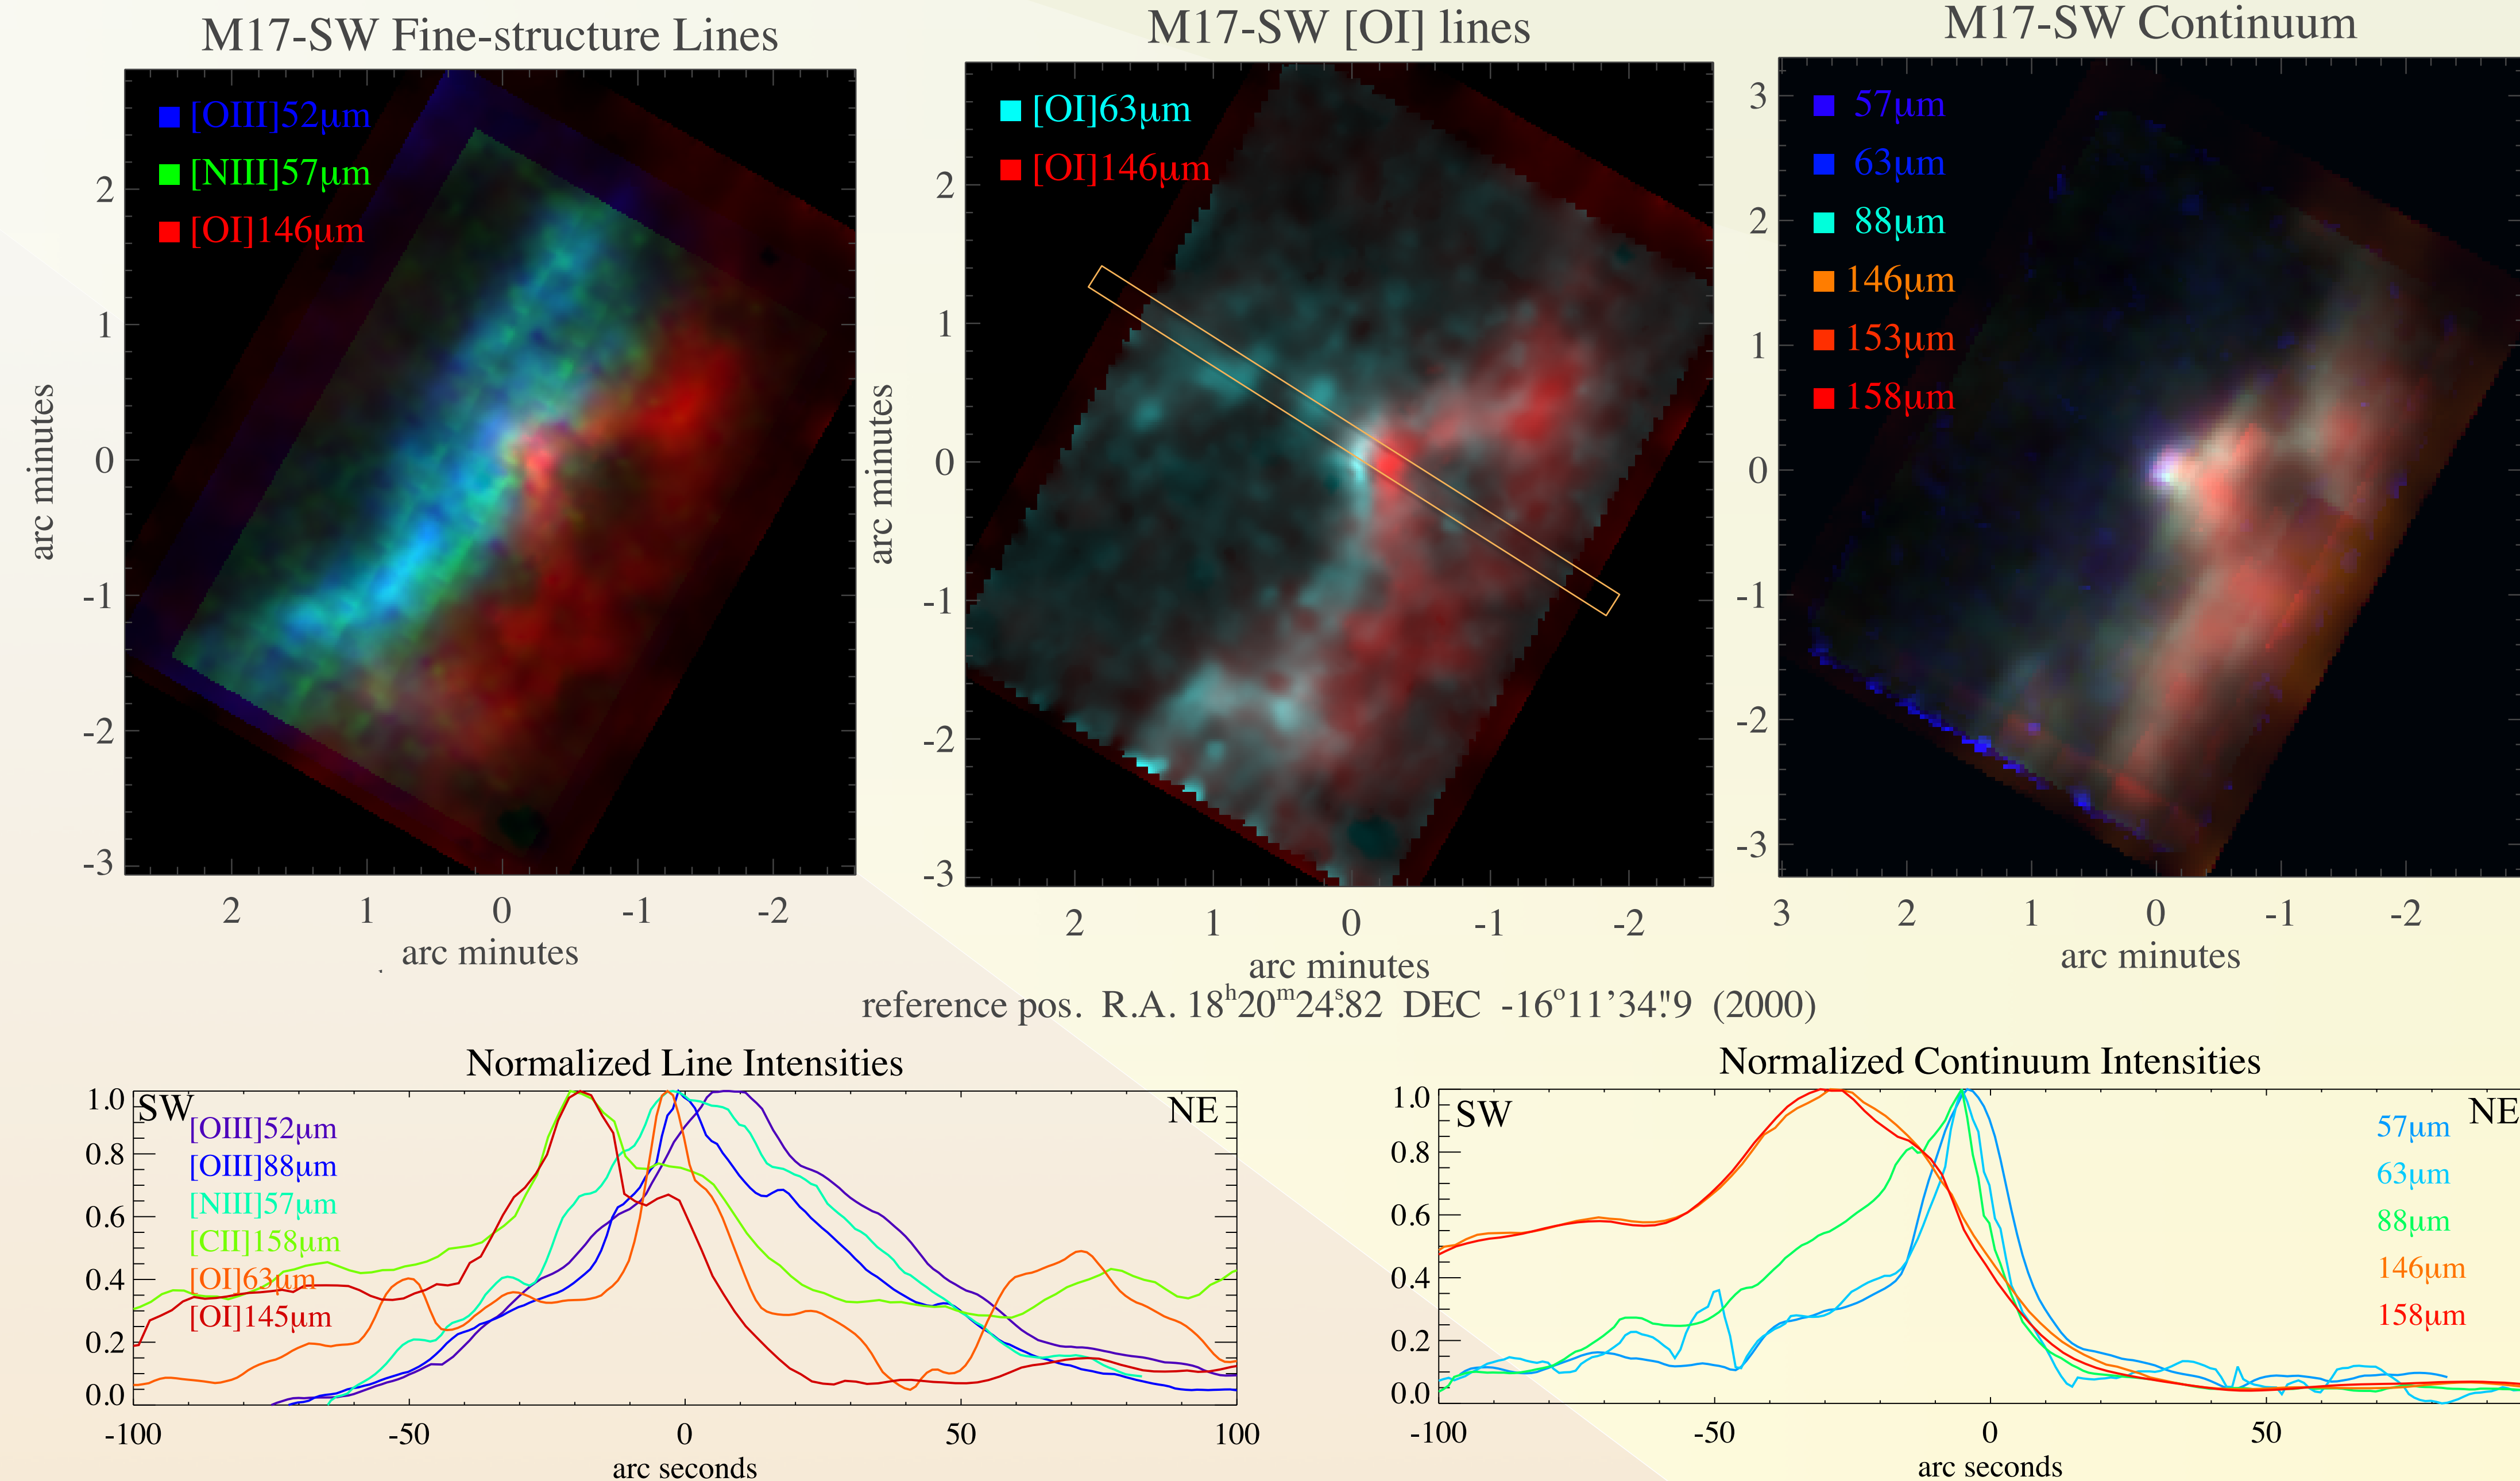 M17-SW Fine-structure Lines
[OIII]52µm
[NIII]57µm
[OI]146µm
2
1
0
-1
-2
-3
arc minutes
2 1 0 -1 -2
arc minutes
M17-SW [OI] lines
[OI]63µm
[OI]146µm
2
1
0
-1
-2
-3
arc minutes
2 1 0 -1 -2
arc minutes
M17-SW Continuum
57µm
63µm
88µm
146µm
153µm
158µm
3
2
1
0
-1
-2
-3
3 2 1 0 -1 -2
arc minutes
reference pos. R.A. 18h20m24s.82 DEC -16o11'34".9 (2000)
Normalized Line Intensities
SW
NE
[OIII]52µm
[OIII]88µm
[NIII]57µm
[CII]158µm
[OI]63µm
[OI]145µm
1.0
0.8
0.6
0.4
0.2
0.0
-100 -50 0 50 100
arc seconds
Normalized Continuum Intensities
SW
NE
57µm
63µm
88µm
146µm
158µm
1.0
0.8
0.6
0.4
0.2
0.0
-100 -50 0 50
arc seconds